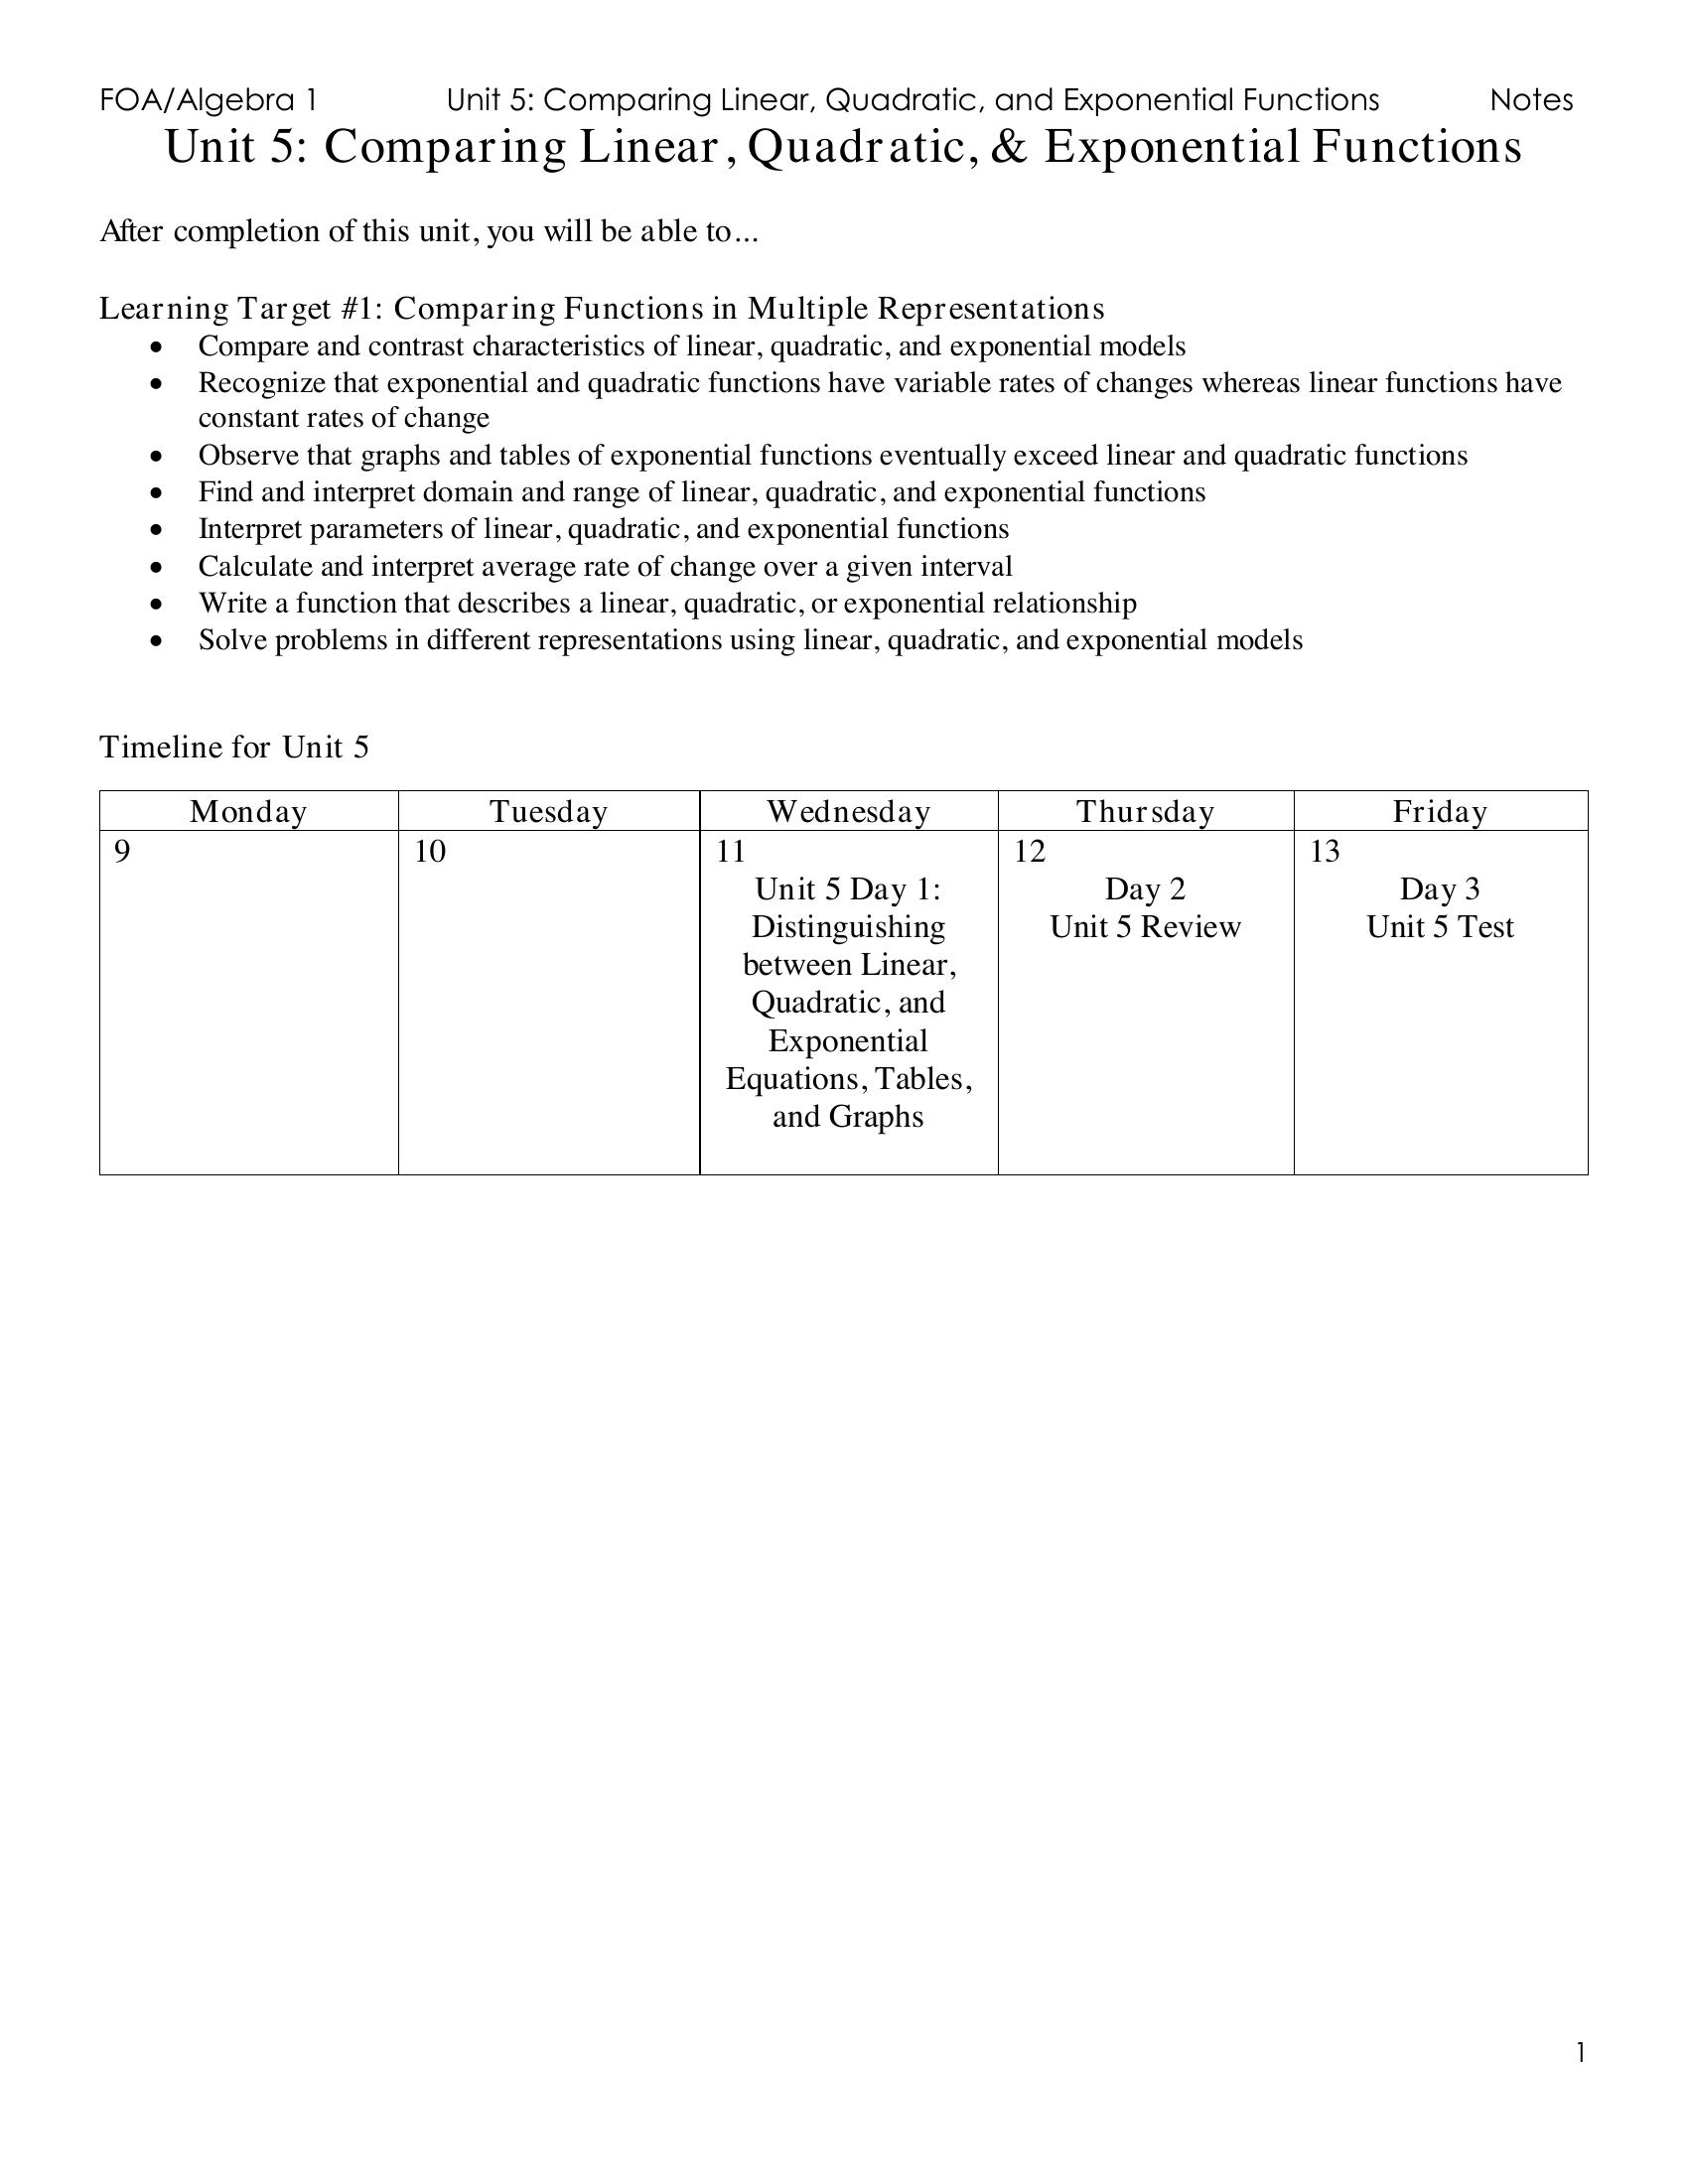 FOA/Algebra 1 Unit 5: Comparing Linear, Quadratic, and Exponential Functions Notes
Unit 5: Comparing Linear, Quadratic, & Exponential Functions
After completion of this unit, you will be able to…
Learning Target #1: Comparing Functions in Multiple Representations
• Compare and contrast characteristics of linear, quadratic, and exponential models
• Recognize that exponential and quadratic functions have variable rates of changes whereas linear functions have
constant rates of change
• Observe that graphs and tables of exponential functions eventually exceed linear and quadratic functions
• Find and interpret domain and range of linear, quadratic, and exponential functions
• Interpret parameters of linear, quadratic, and exponential functions
• Calculate and interpret average rate of change over a given interval
• Write a function that describes a linear, quadratic, or exponential relationship
• Solve problems in different representations using linear, quadratic, and exponential models
Timeline for Unit 5
Monday Tuesday Wednesday Thursday Friday
9
10
11
Unit 5 Day 1:
Distinguishing
between Linear,
Quadratic, and
Exponential
Equations, Tables,
and Graphs
12
Day 2
Unit 5 Review
13
Day 3
Unit 5 Test
1